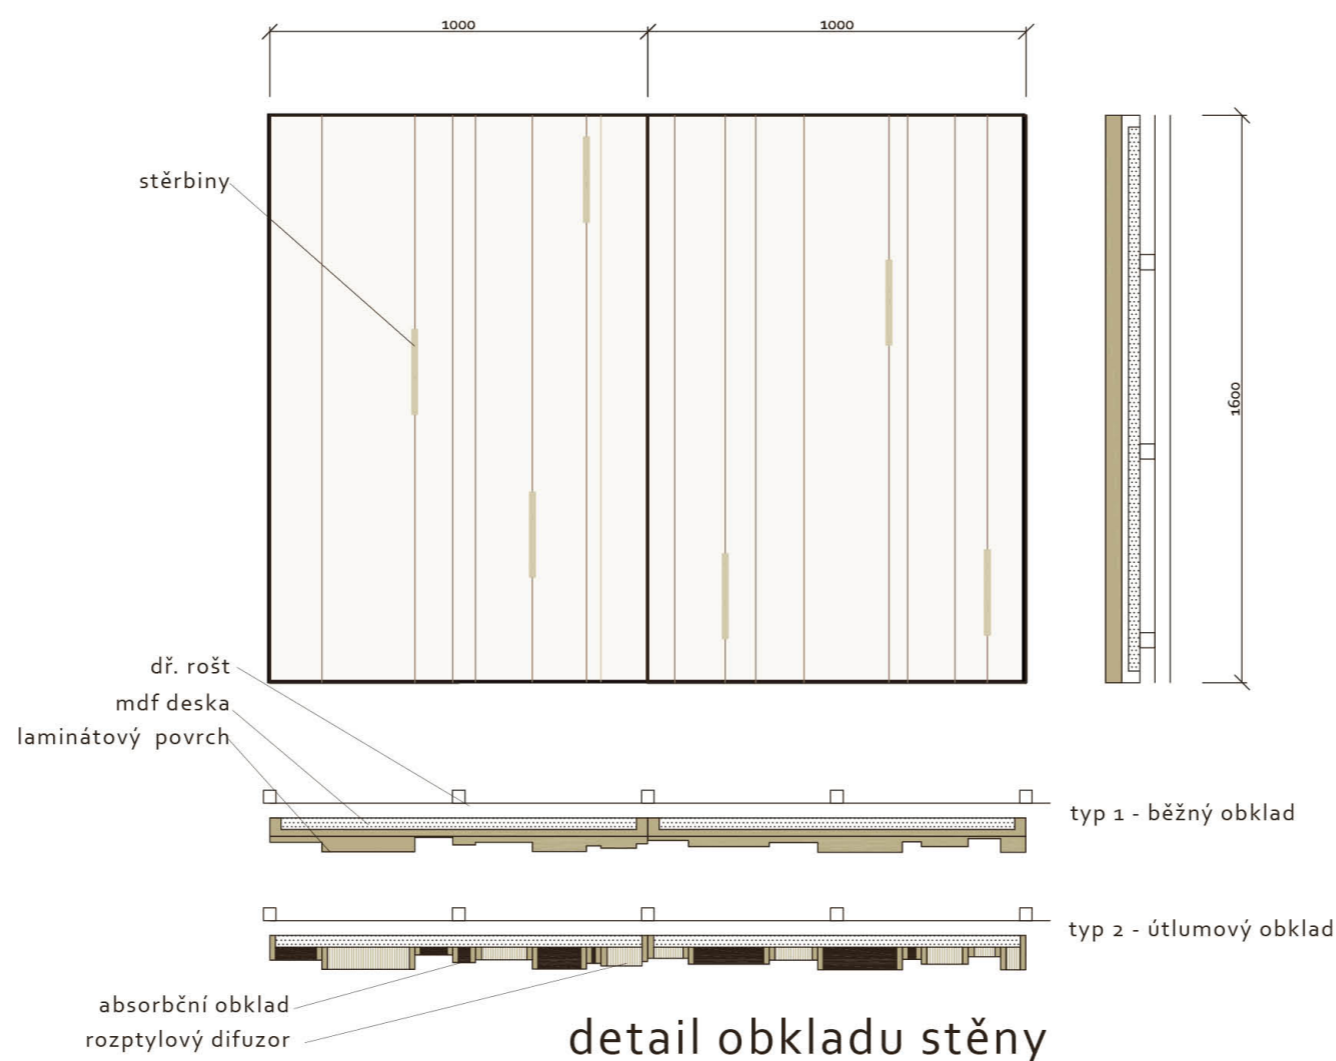 1000
1000
stěrbiny
1600
dř. rošt
mdf deska
laminátový povrch
typ 1 - běžný obklad
typ 2 - útlumový obklad
absorbční obklad
rozptylový difuzor
detail obkladu stěny